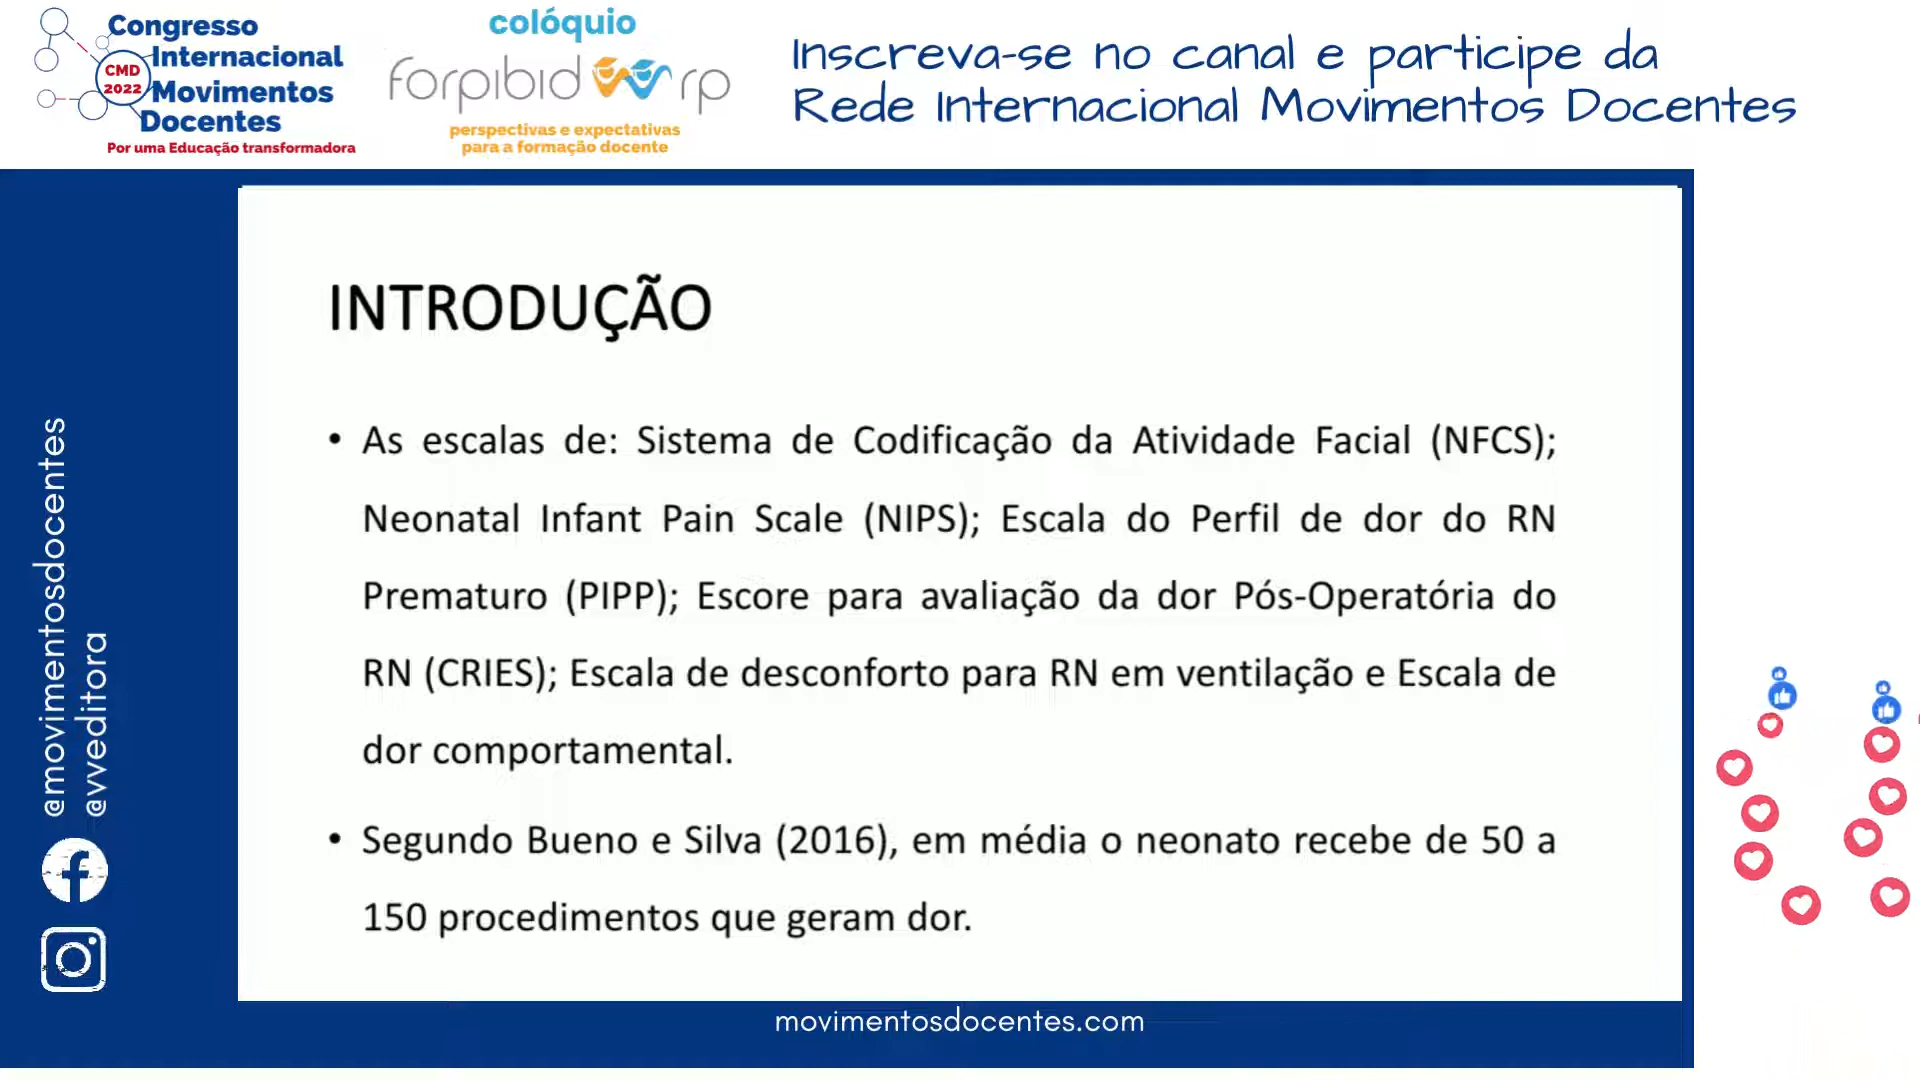 Congresso
Internacional
CMD
2022
Movimentos
Docentes
Por uma Educação transformadora
colóquio
forpibid rp
perspectivas e expectativas
para a formação docente
Inscreva-se no canal e participe da
Rede Internacional Movimentos Docentes
INTRODUÇÃO
• As escalas de: Sistema de Codificação da Atividade Facial (NFCS);
Neonatal Infant Pain Scale (NIPS); Escala do Perfil de dor do RN
Prematuro (PIPP); Escore para avaliação da dor Pós-Operatória do
RN (CRIES); Escala de desconforto para RN em ventilação e Escala de
dor comportamental.
• Segundo Bueno e Silva (2016), em média o neonato recebe de 50 a
150 procedimentos que geram dor.
@movimentosdocentes
@vveditora
movimentosdocentes.com